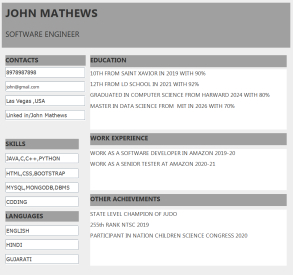 JOHN MATHEWS
SOFTWARE ENGINEER
CONTACTS
8978987898
john@gmail.com
Las Vegas ,USA
Linked in/John Mathews
SKILLS
JAVA,C,C++,PYTHON
HTML,CSS,BOOTSTRAP
MYSQL,MONGODB,DBMS
CODING
LANGUAGES
ENGLISH
HINDI
GUJARATI
EDUCATION
10TH FROM SAINT XAVIOR IN 2019 WITH 90%
12TH FROM LO SCHOOL IN 2021 WITH 92%
GRADUATED IN COMPUTER SCIENCE FROM HARWARD 2024 WITH 80%
MASTER IN DATA SCIENCE FROM MIT IN 2026 WITH 70%
WORK EXPERIENCE
WORK AS A SOFTWARE DEVELOPER IN AMAZON 2019-20
WORK AS A SENIOR TESTER AT AMAZON 2020-21
OTHER ACHIEVEMENTS
STATE LEVEL CHAMPION OF JUDO
255th RANK NTSC 2019
PARTICIPANT IN NATION CHILDREN SCIENCE CONGRESS 2020